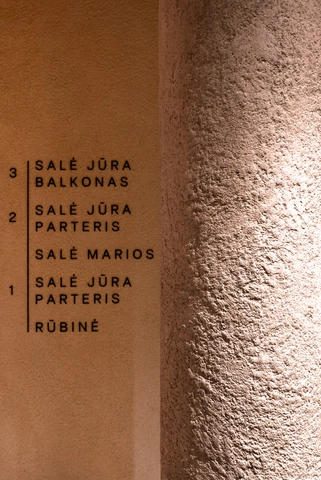 3 SALĖ JŪRA
BALKONAS
2 SALĖ JŪRA
PARTERIS
SALĖ MARIOS
1 SALĖ JŪRA
PARTERIS
RŪBINĖ